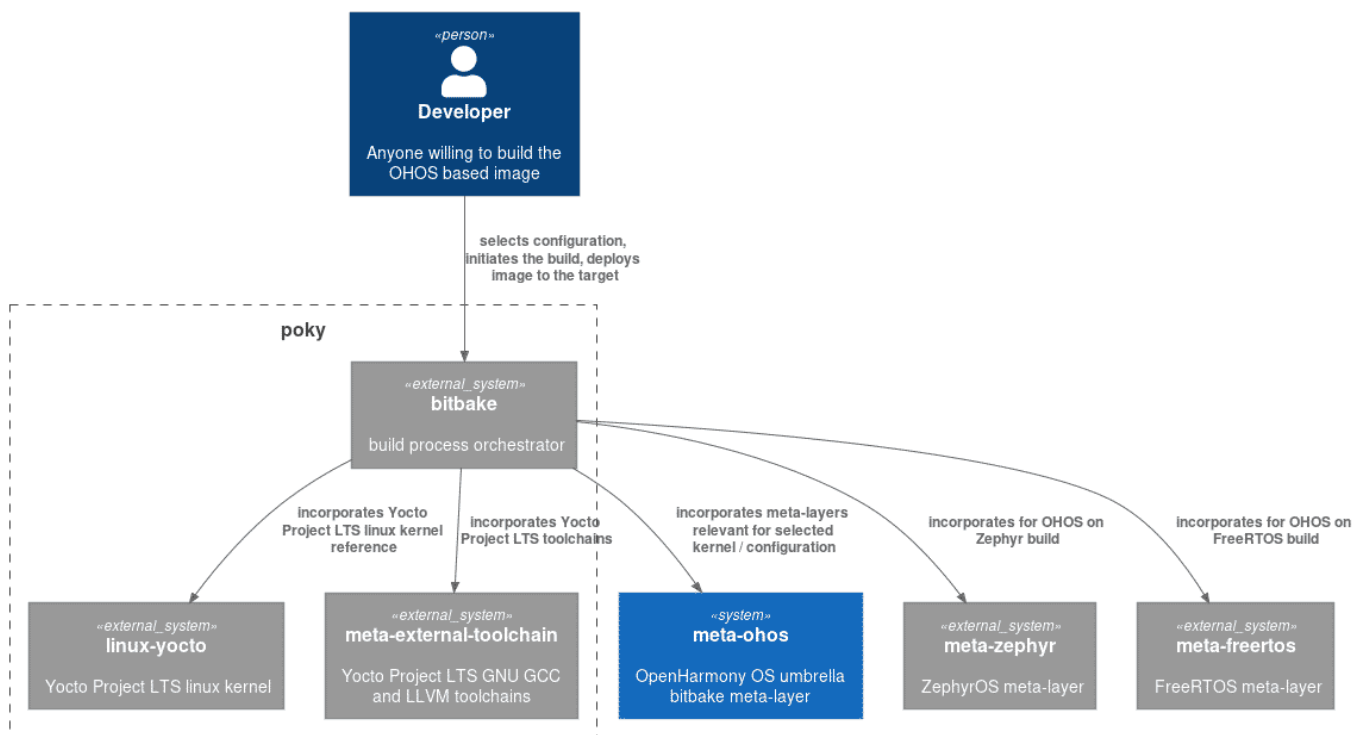 «person»
Developer
Anyone willing to build the
OHOS based image
selects configuration,
initiates the build, deploys
image to the target
poky
«external_system»
bitbake
build process orchestrator
incorporates Yocto
Project LTS linux kernel
reference
incorporates Yocto
Project LTS toolchains
incorporates meta-layers
relevant for selected
kernel / configuration
incorporates for OHOS on
Zephyr build
incorporates for OHOS on
FreeRTOS build
«external_system»
linux-yocto
Yocto Project LTS linux kernel
«external_system»
meta-external-toolchain
Yocto Project LTS GNU GCC
and LLVM toolchains
«system»
meta-ohos
OpenHarmony OS umbrella
bitbake meta-layer
«external_system»
meta-zephyr
ZephyrOS meta-layer
«external_system»
meta-freertos
FreeRTOS meta-layer